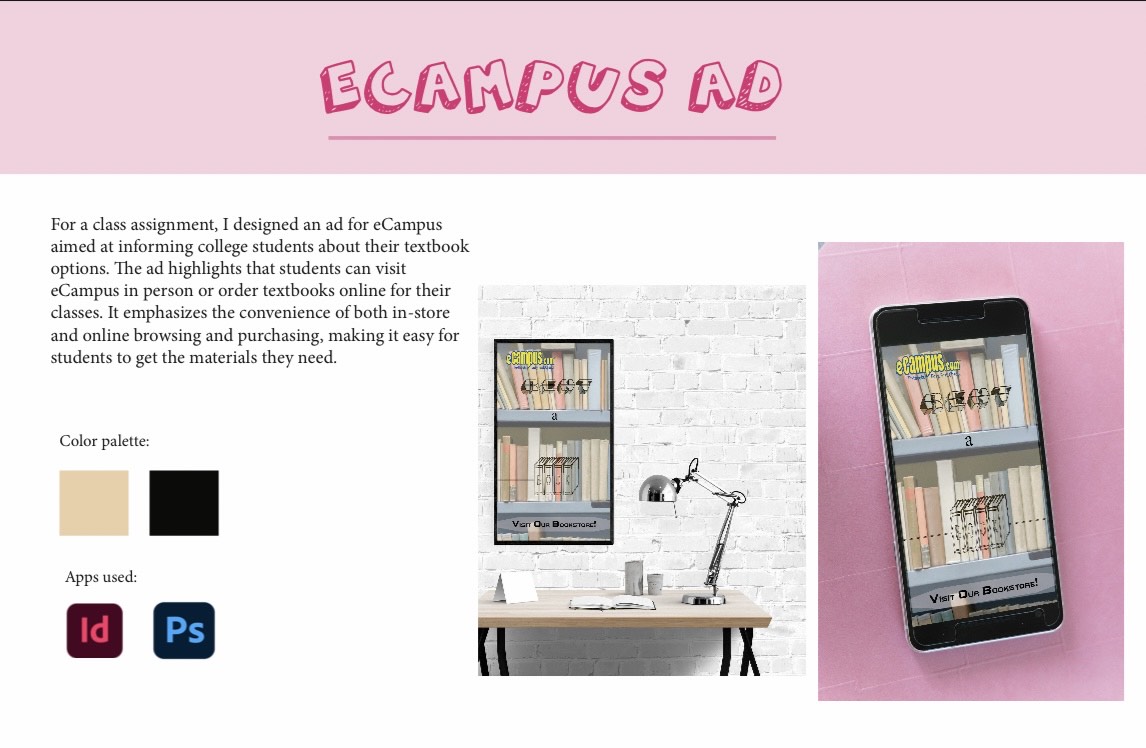 ECAMPUS AD
For a class assignment, I designed an ad for eCampus
aimed at informing college students about their textbook
options. The ad highlights that students can visit
eCampus in person or order textbooks online for their
classes. It emphasizes the convenience of both in-store
and online browsing and purchasing, making it easy for
students to get the materials they need.
Color palette:
Apps used:
Id Ps
eCampus.com
a
Visit Our Bookstore!
eCampus.com
a
Visit Our Bookstore!